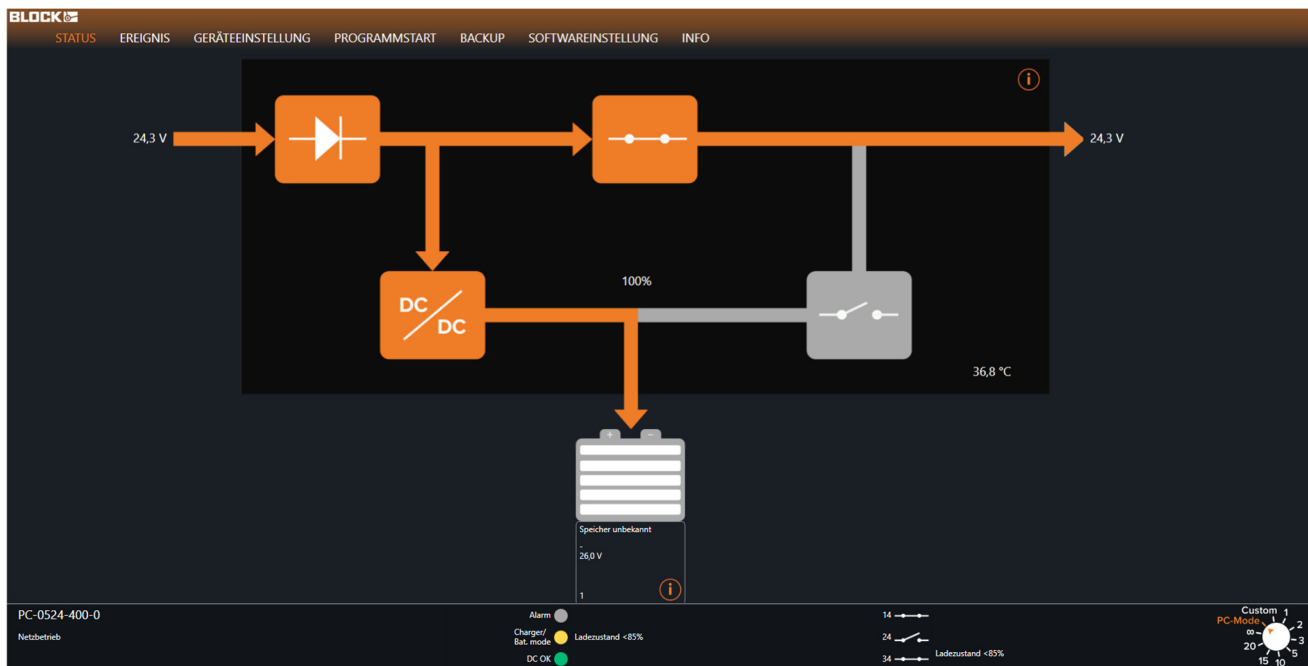 BLOCK
STATUS EREIGNIS GERÄTEEINSTELLUNG PROGRAMMSTART BACKUP SOFTWAREINSTELLUNG INFO
i
24,3 V
24,3 V
DC
DC
100%
36,8 °C
+ −
Speicher unbekannt
-
26,0 V
1
i
PC-0524-400-0
Netzbetrieb
Alarm
Charger/
Bat. mode
Ladezustand <85%
DC OK
14
24
34
Ladezustand <85%
Custom
PC-Mode
1
2
3
5
10
15
20
∞